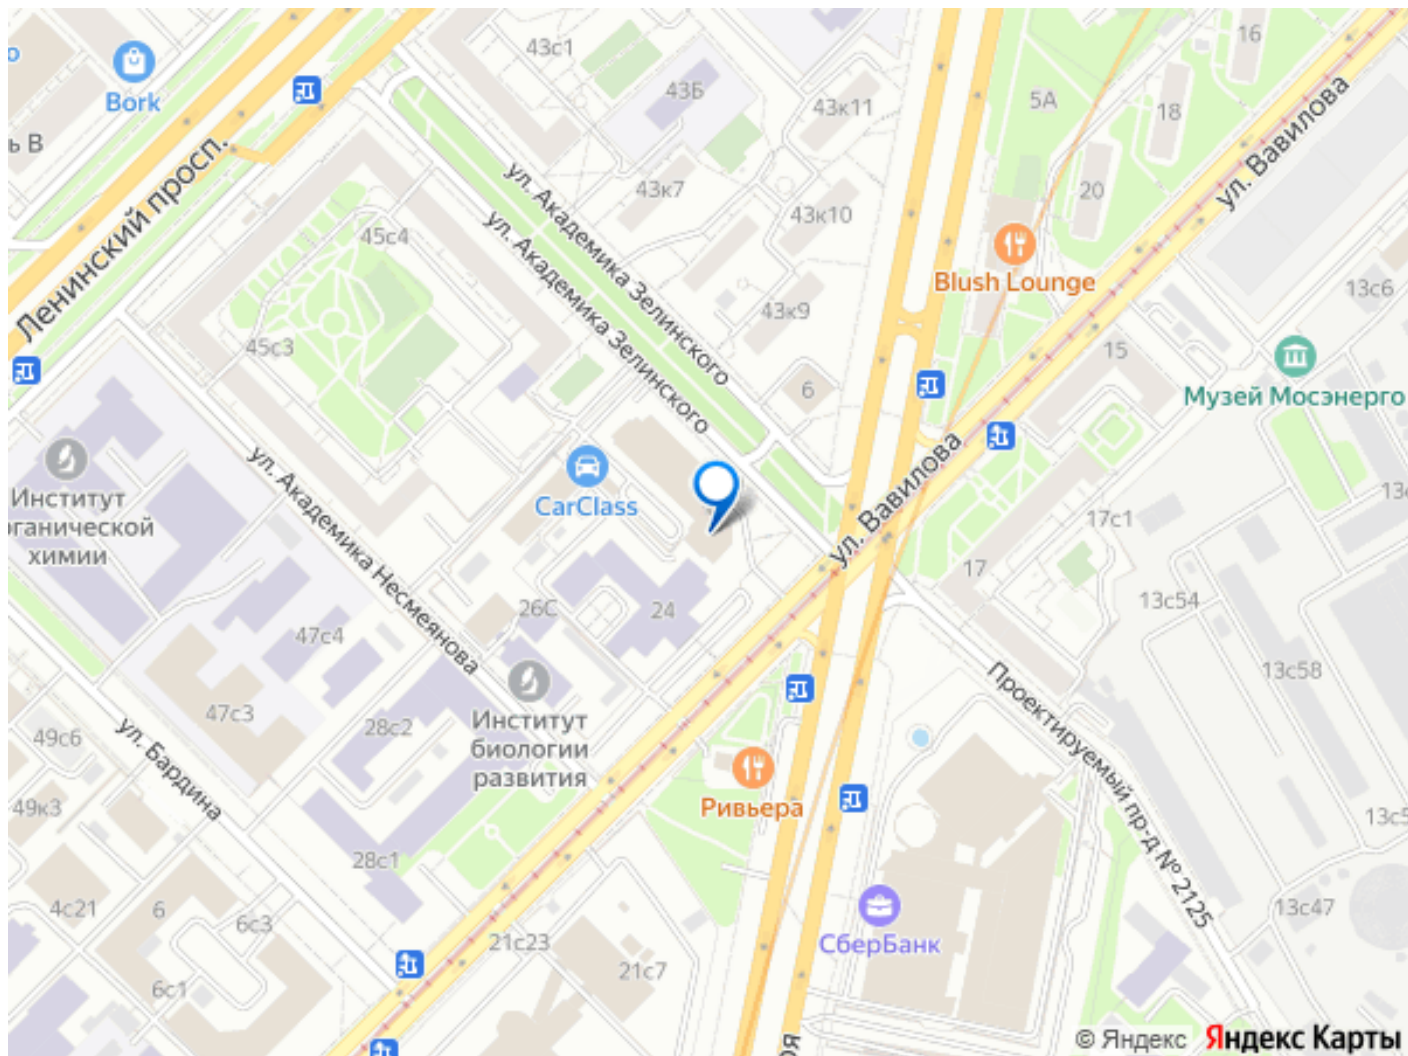 43с1
16
Bork
43Б
5А
43к11
18
ь В
Ленинский просп.
ул. Вавилова
ул. Академика Зелинского
43к7
20
43к10
45с4
ул. Академика Зелинского
Blush Lounge
13с6
43к9
45с3
15
Музей Мосэнерго
6
CarClass
ул. Вавилова
Институт
органической
химии
ул. Академика Несмеянова
17с1
17
13с54
26С
24
47с4
13с58
Проектируемый пр-д № 2125
Институт
биологии
развития
47с3
28с2
49с6
ул. Бардина
Ривьера
49к3
28с1
4с21
6
6с3
СберБанк
13с47
21с23
21с7
6с1
© Яндекс Яндекс Карты